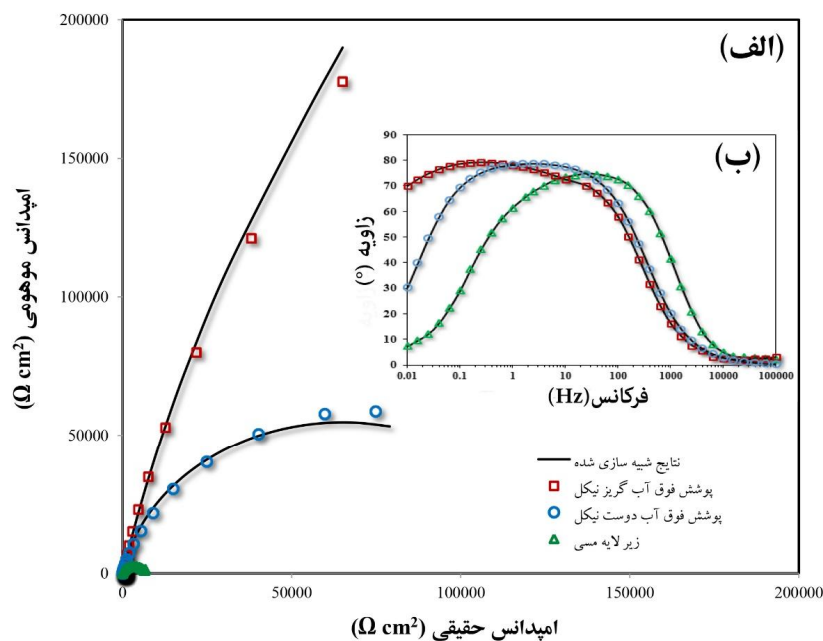 (الف)
200000
150000
100000
50000
0
امپدانس موهومی (Ω cm²)
0
50000
100000
150000
200000
امپدانس حقیقی (Ω cm²)
(ب)
90
80
70
60
50
40
30
20
10
0
زاویه (°)
0.01
0.1
1
10
100
1000
10000
100000
فرکانس(Hz)
نتایج شبیه سازی شده
پوشش فوق آب گریز نیکل
پوشش فوق آب دوست نیکل
زیر لایه مسی